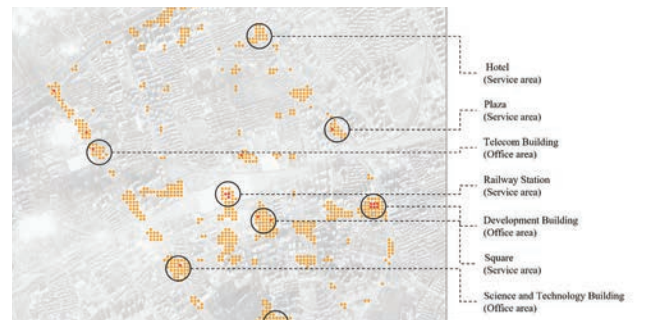 Hotel
(Service area)
Plaza
(Service area)
Telecom Building
(Office area)
Railway Station
(Service area)
Development Building
(Office area)
Square
(Service area)
Science and Technology Building
(Office area)